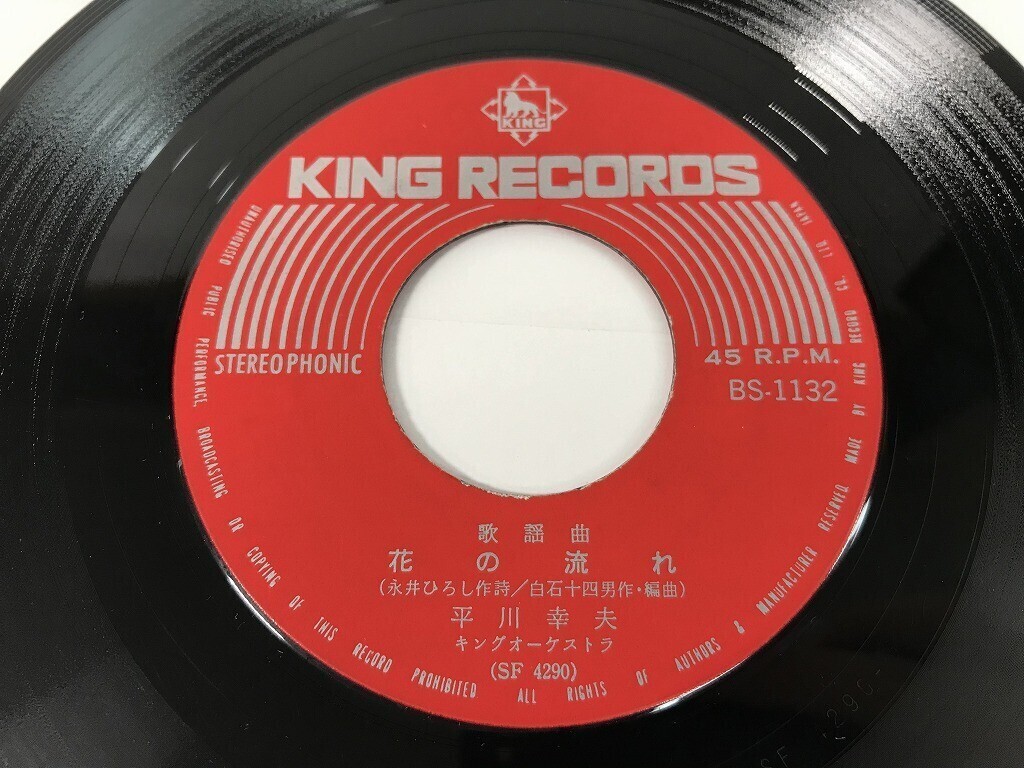 KING
KING RECORDS
STEREOPHONIC
45 R.P.M.
BS-1132
歌謡曲
花の流れ
(永井ひろし作詩/白石十四男作・編曲)
平川幸夫
キングオーケストラ
(SF 4290)
UNAUTHORISED PUBLIC PERFORMANCE, BROADCASTING OR COPYING OF THIS RECORD PROHIBITED ALL RIGHTS OF AUTHORS & MANUFACTURER RESERVED MADE BY KING RECORD CO. LTD. JAPAN